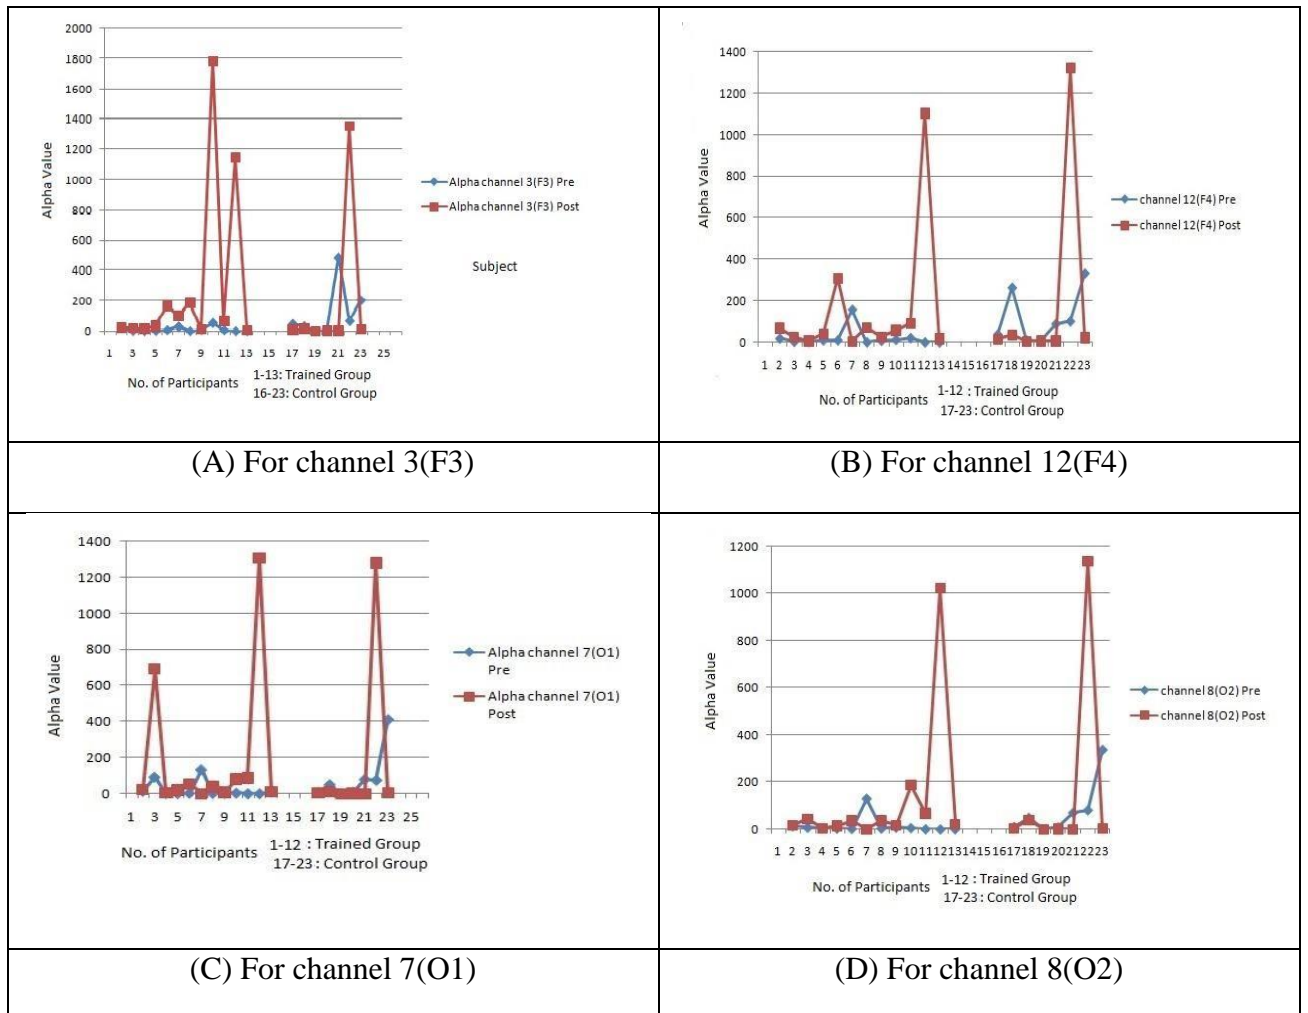 2000
1800
1600
1400
1200
1000
800
600
400
200
0
Alpha Value
1 3 5 7 9 11 13 15 17 19 21 23 25
No. of Participants
1-13: Trained Group
16-23: Control Group
Alpha channel 3(F3) Pre
Alpha channel 3(F3) Post
Subject
1400
1200
1000
800
600
400
200
0
Alpha Value
1 2 3 4 5 6 7 8 9 10 11 12 13 14 15 16 17 18 19 20 21 22 23
No. of Participants
1-12 : Trained Group
17-23: Control Group
channel 12(F4) Pre
channel 12(F4) Post
(A) For channel 3(F3)
(B) For channel 12(F4)
1400
1200
1000
800
600
400
200
0
Alpha Value
1 3 5 7 9 11 13 15 17 19 21 23 25
No. of Participants
1-12 : Trained Group
17-23: Control Group
Alpha channel 7(O1)
Pre
Alpha channel 7(O1)
Post
1200
1000
800
600
400
200
0
Alpha Value
1 2 3 4 5 6 7 8 9 10 11 12 13 14 15 16 17 18 19 20 21 22 23
No. of Participants
1-12 : Trained Group
17-23: Control Group
channel 8(O2) Pre
channel 8(O2) Post
(C) For channel 7(O1)
(D) For channel 8(O2)